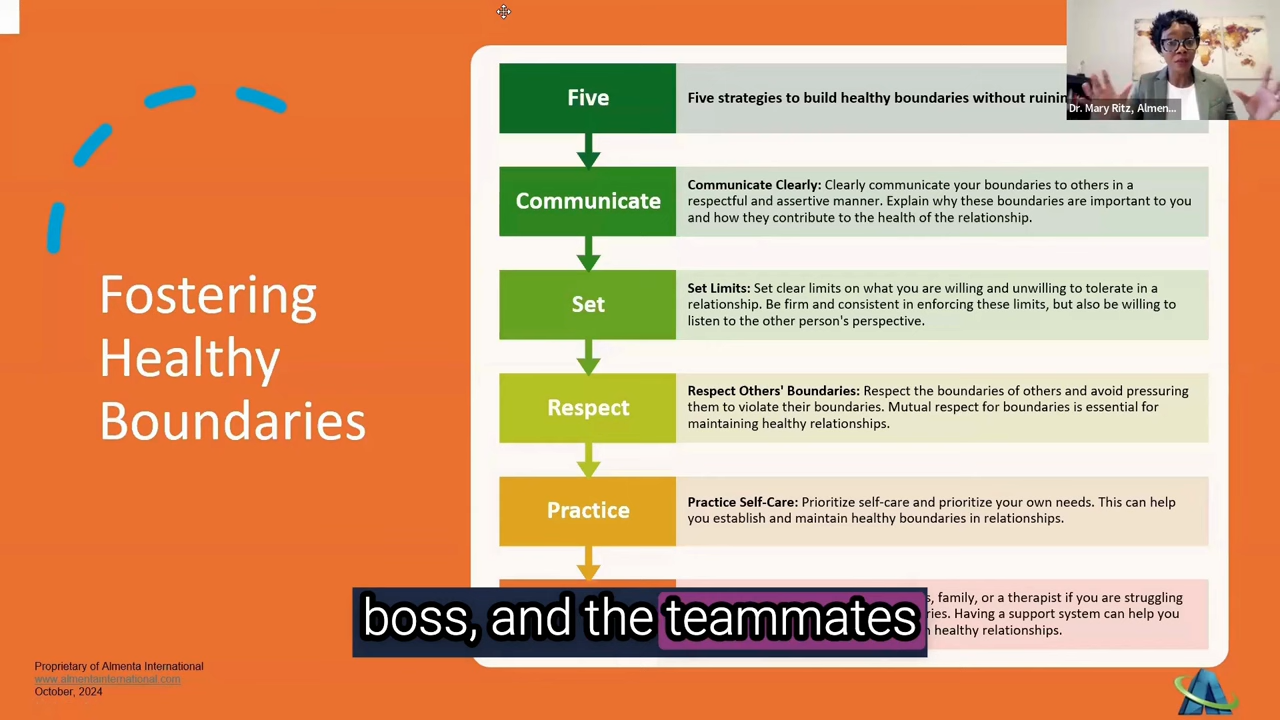 Fostering
Healthy
Boundaries
Five
Five strategies to build healthy boundaries without
Dr. Mary Ritz, Almen...
Communicate
Communicate Clearly: Clearly communicate your boundaries to others in a
respectful and assertive manner. Explain why these boundaries are important to you
and how they contribute to the health of the relationship.
Set
Set Limits: Set clear limits on what you are willing and unwilling to tolerate in a
relationship. Be firm and consistent in enforcing these limits, but also be willing to
listen to the other person's perspective.
Respect
Respect Others' Boundaries: Respect the boundaries of others and avoid pressuring
them to violate their boundaries. Mutual respect for boundaries is essential for
maintaining healthy relationships.
Practice
Practice Self-Care: Prioritize self-care and prioritize your own needs. This can help
you establish and maintain healthy boundaries in relationships.
, family, or a therapist if you are struggling
Having a support system can help you
healthy relationships.
boss, and the teammates
Proprietary of Almenta International
www.almentainternational.com
October, 2024